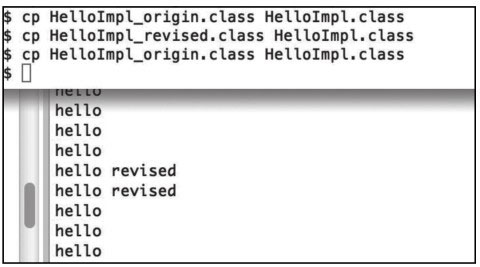 $ cp HelloImpl_origin.class HelloImpl.class
$ cp HelloImpl_revised.class HelloImpl.class
$ cp HelloImpl_origin.class HelloImpl.class
$
hello
hello
hello
hello
hello revised
hello revised
hello
hello
hello